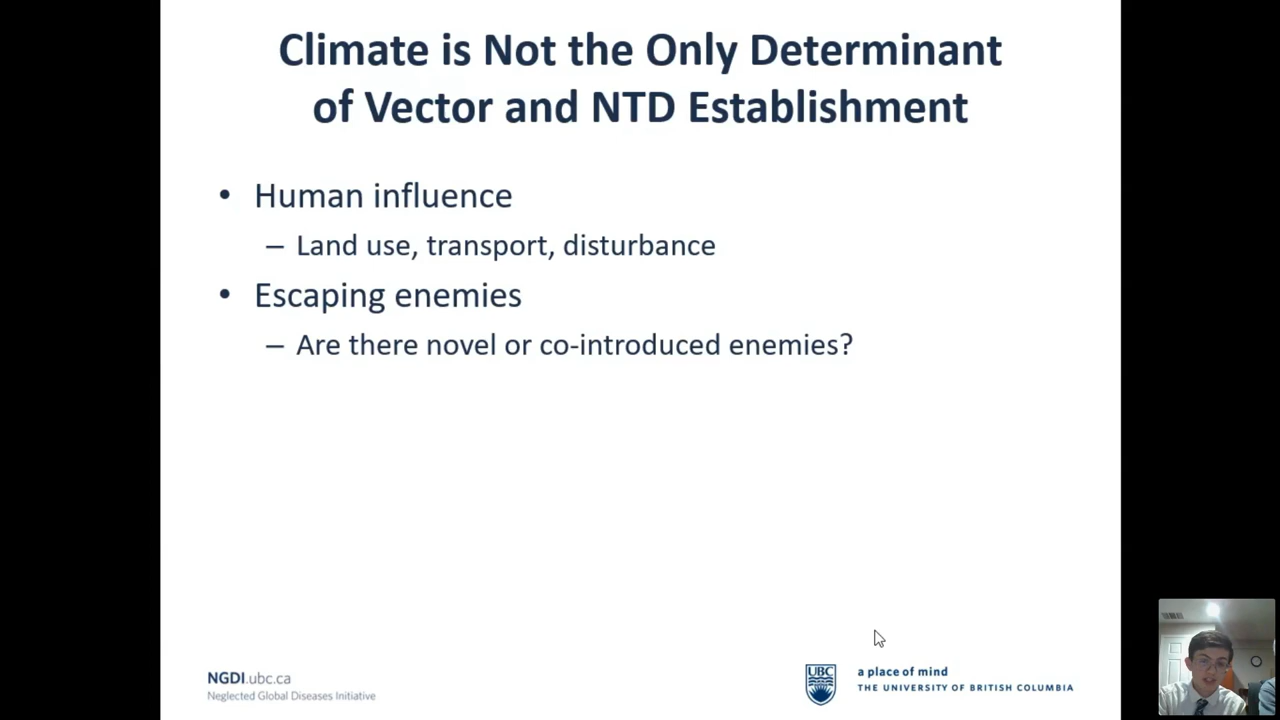 Climate is Not the Only Determinant
of Vector and NTD Establishment
• Human influence
– Land use, transport, disturbance
• Escaping enemies
– Are there novel or co-introduced enemies?
NGDI.ubc.ca
Neglected Global Diseases Initiative
UBC
a place of mind
THE UNIVERSITY OF BRITISH COLUMBIA